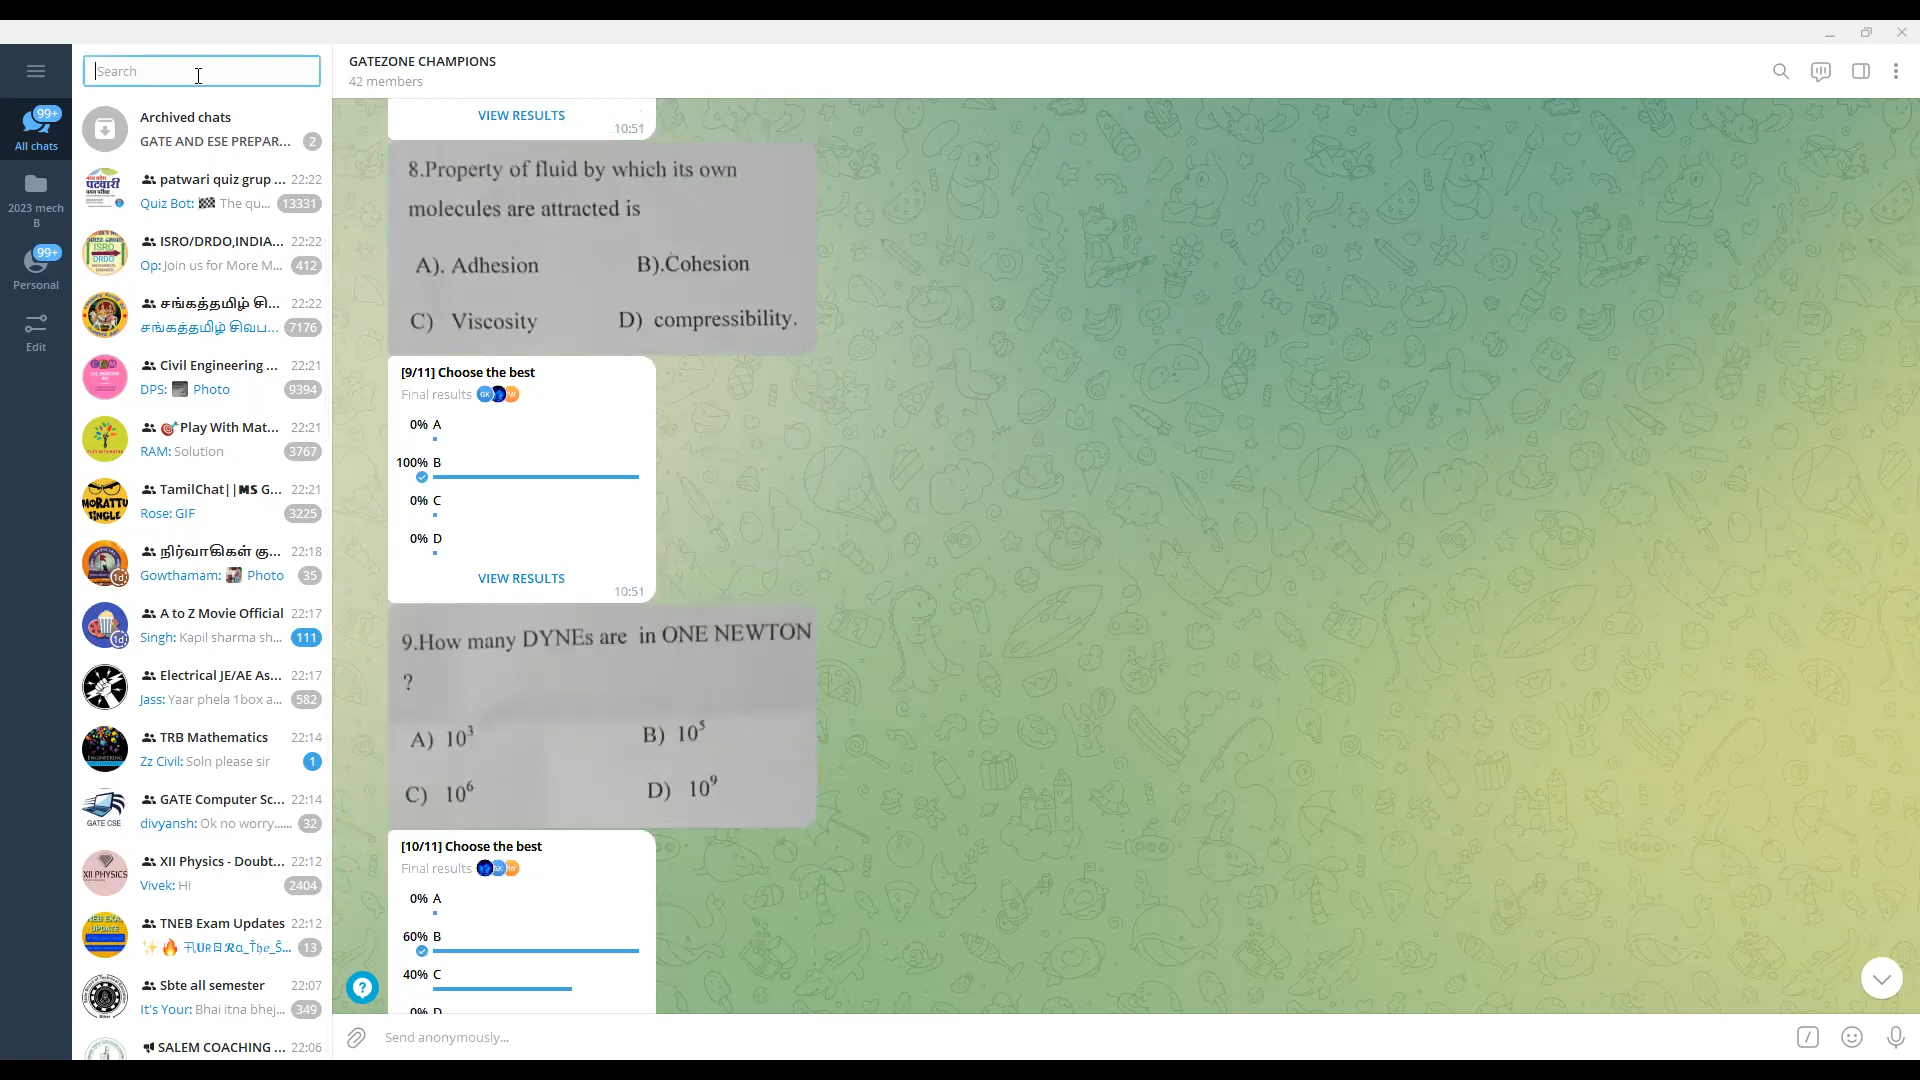 Search
99+
All chats
2023 mech
B
99+
Personal
Edit
Archived chats
GATE AND ESE PREPAR... 2
patwari quiz grup ... 22:22
Quiz Bot: 🏁 The qu... 13331
ISRO/DRDO,INDIA... 22:22
Op: Join us for More M... 412
சங்கத்தமிழ் சி... 22:22
சங்கத்தமிழ் சிவப... 7176
Civil Engineering ... 22:21
DPS: Photo 9394
🎯Play With Mat... 22:21
RAM: Solution 3767
TamilChat||𝗠𝗦 G... 22:21
Rose: GIF 3225
நிர்வாகிகள் கு... 22:18
Gowthamam: Photo 35
A to Z Movie Official 22:17
Singh: Kapil sharma sh... 111
Electrical JE/AE As... 22:17
Jass: Yaar phela 1box a... 582
TRB Mathematics 22:14
Zz Civil: Soln please sir 1
GATE Computer Sc... 22:14
divyansh: Ok no worry...... 32
XII Physics - Doubt... 22:12
Vivek: Hi 2404
TNEB Exam Updates 22:12
13
Sbte all semester 22:07
It's Your: Bhai itna bhej... 349
SALEM COACHING ... 22:06
GATEZONE CHAMPIONS
42 members
VIEW RESULTS
10:51
8.Property of fluid by which its own
molecules are attracted is
A). Adhesion B).Cohesion
C) Viscosity D) compressibility.
[9/11] Choose the best
Final results
0% A
100% B
0% C
0% D
VIEW RESULTS
10:51
9.How many DYNEs are in ONE NEWTON
?
A) 10³ B) 10⁵
C) 10⁶ D) 10⁹
[10/11] Choose the best
Final results
0% A
60% B
40% C
0% D
Send anonymously...